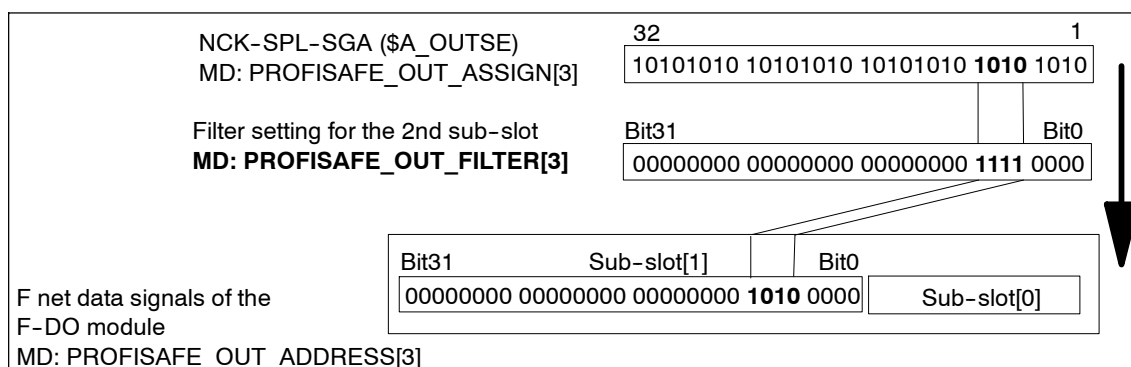 32 1
NCK-SPL-SGA ($A_OUTSE)
10101010 10101010 10101010 1010 1010
MD: PROFISAFE_OUT_ASSIGN[3]
Filter setting for the 2nd sub-slot
Bit31 Bit0
MD: PROFISAFE_OUT_FILTER[3]
00000000 00000000 00000000 1111 0000
Bit31 Sub-slot[1] Bit0
00000000 00000000 00000000 1010 0000
Sub-slot[0]
F net data signals of the
F-DO module
MD: PROFISAFE_OUT_ADDRESS[3]